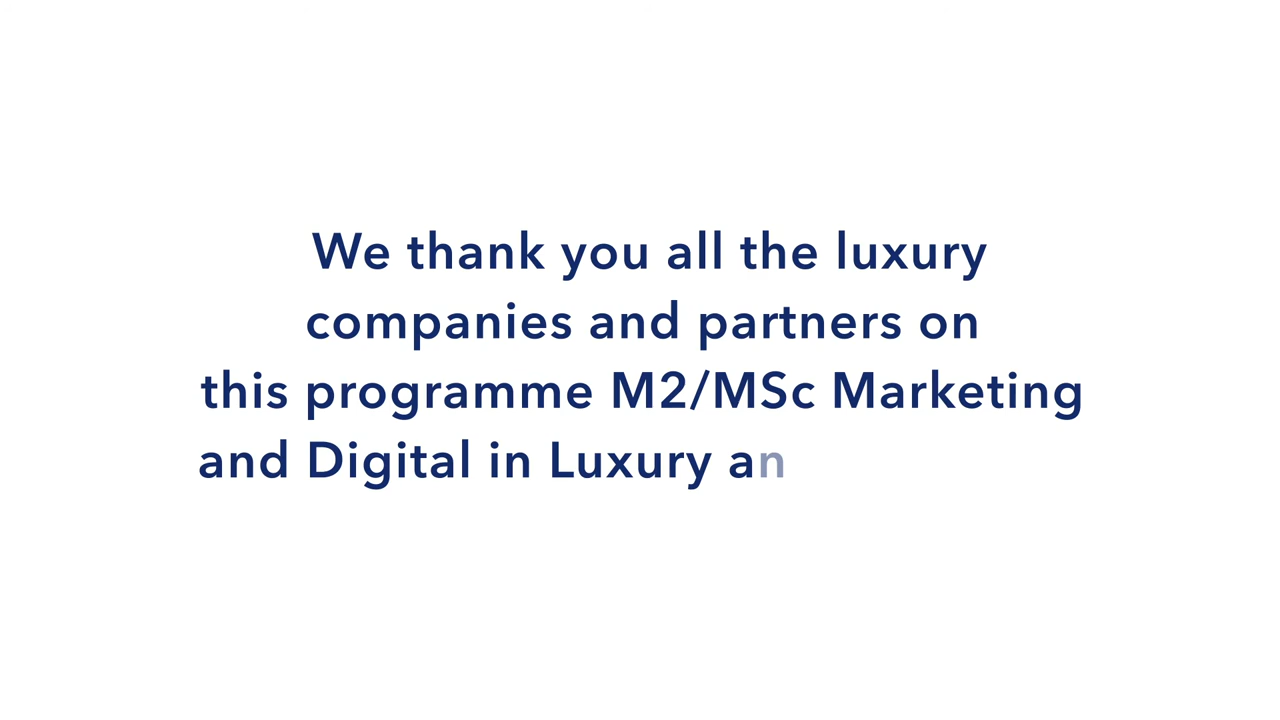 We thank you all the luxury
companies and partners on
this programme M2/MSc Marketing
and Digital in Luxury an